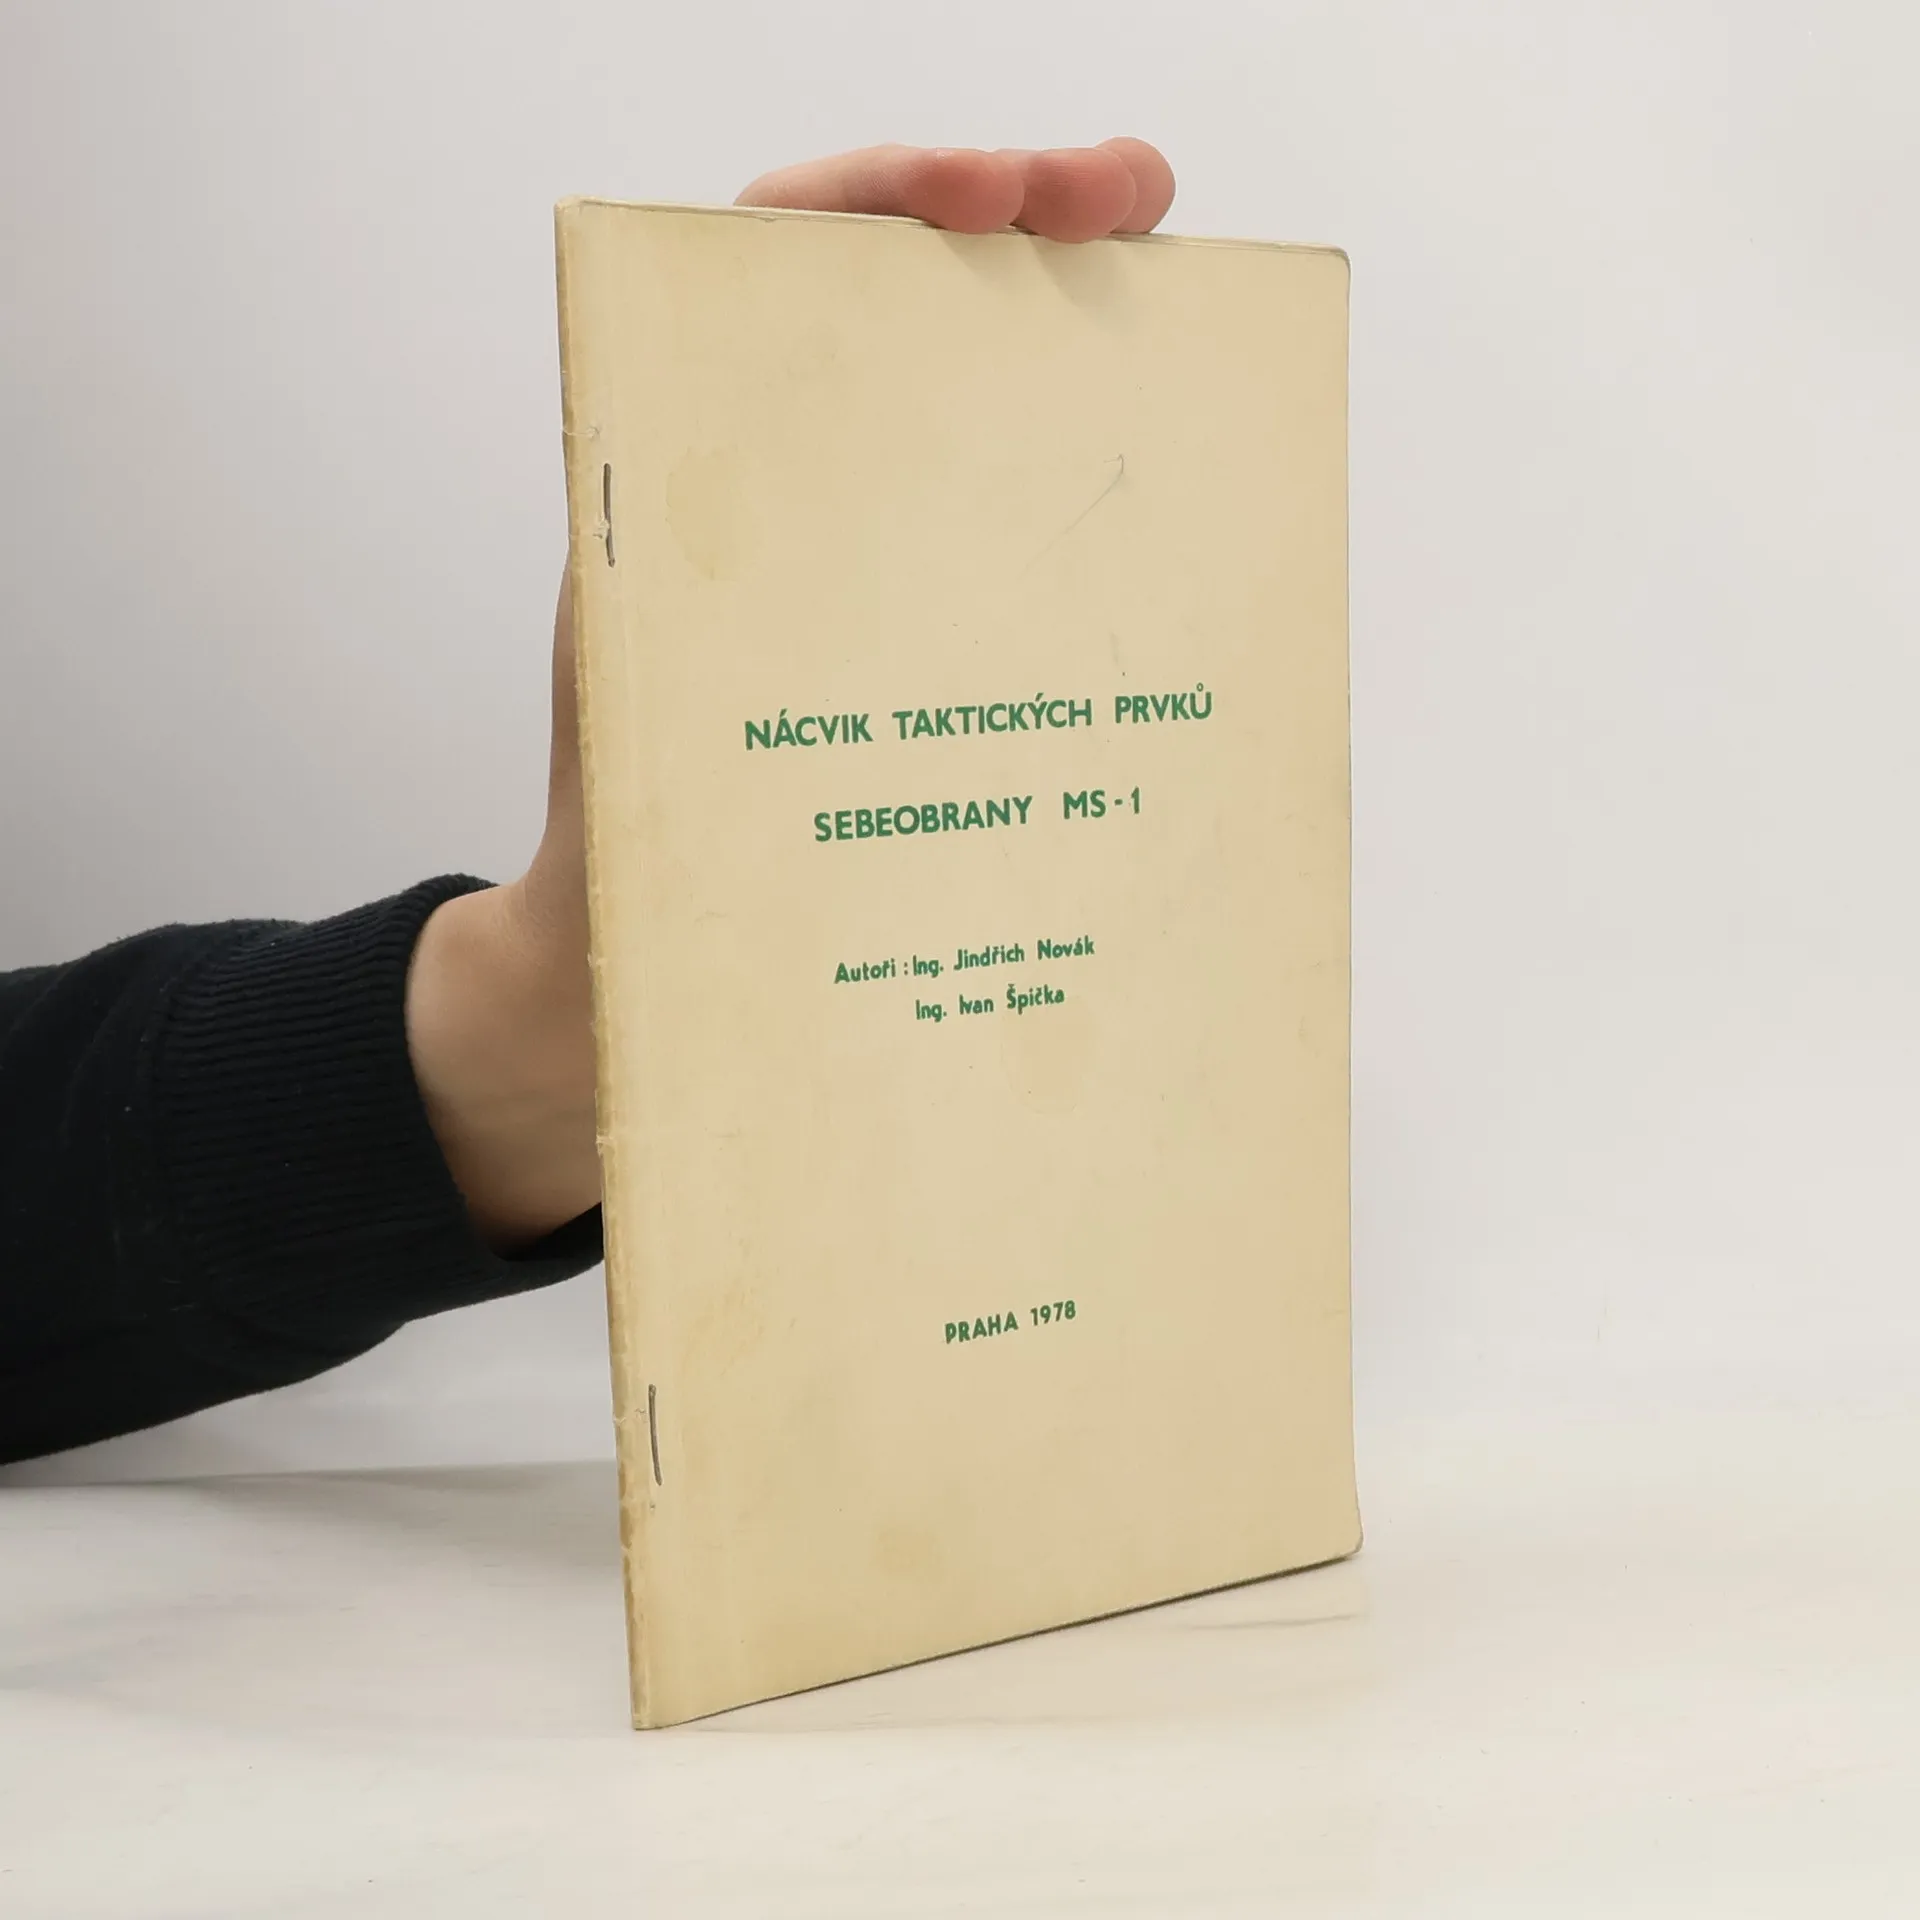 NÁCVIK TAKTICKÝCH PRVKŮ
SEBEOBRANY MS-1
Autoři : Ing. Jindřich Novák
Ing. Ivan Špička
PRAHA 1978